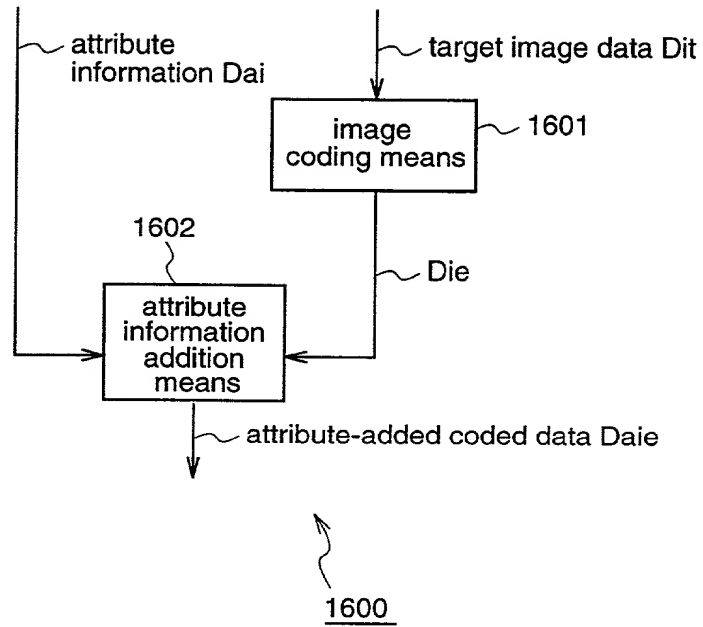 attribute
information Dai
target image data Dit
image
coding means
1601
1602
Die
attribute
information
addition
means
attribute-added coded data Daie
1600